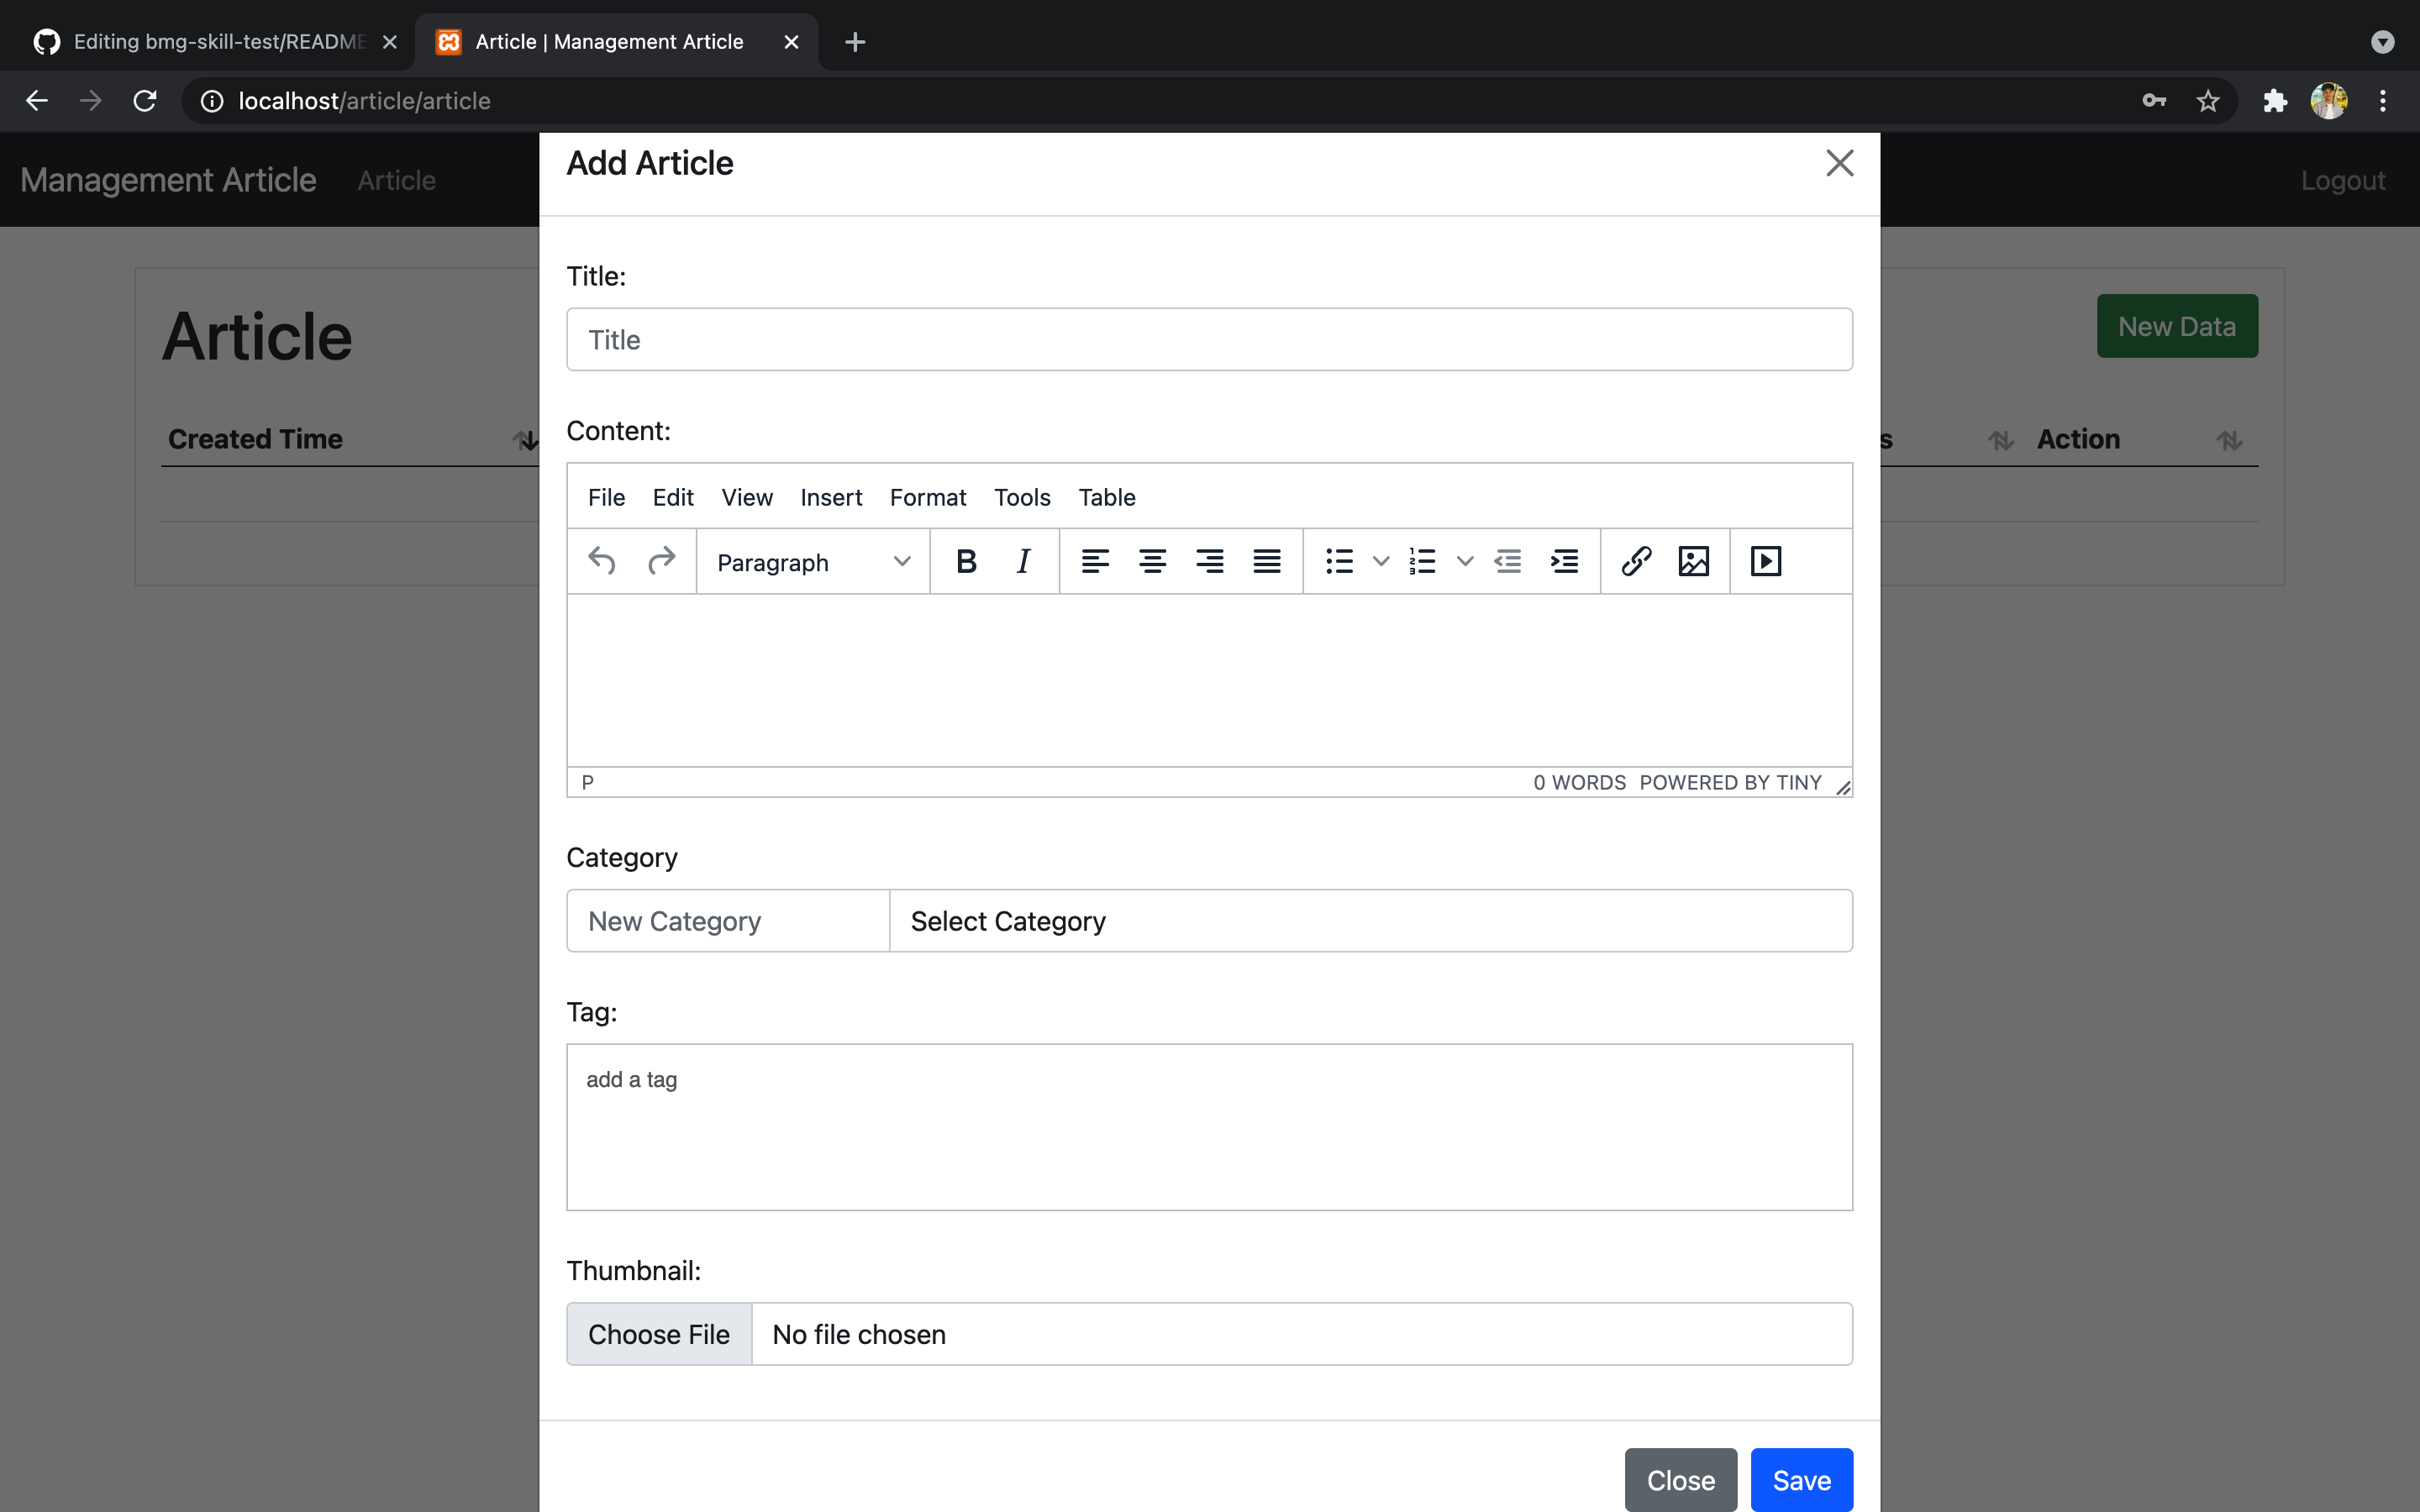 Editing bmg-skill-test/README
Article | Management Article
localhost/article/article
Management Article Article Logout
Add Article
Article
New Data
Created Time
s
Action
Title:
Title
Content:
File Edit View Insert Format Tools Table
Paragraph B I
P 0 WORDS POWERED BY TINY
Category
New Category Select Category
Tag:
add a tag
Thumbnail:
Choose File No file chosen
Close Save